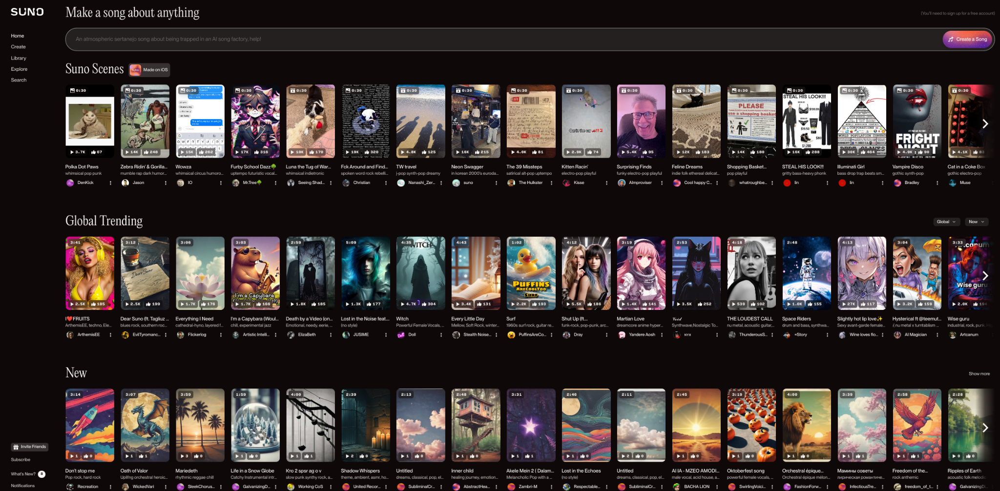 SUNO
Make a song about anything
(You'll need to sign up for a free account)
Home
Create
Library
Explore
Search
An atmospheric sertanejo song about being trapped in an AI song factory, help!
Create a Song
Suno Scenes
Made on iOS
0:30 0:30 0:30 0:30 0:30 0:30 0:30 0:30 0:30 0:30 0:30 0:30 0:30 0:30 0:30 0:30 0:30
BANG!
BANG!
Cat in the car
PLEASE
use a shopping basket
STEAL HIS LOOK!!!
$199.99
$19.50
$80
$1,200
WORLD POPULATION CONTROL
FRIGHT
NIGHT
3.7K 67
14K 248
15K 262
17K 316
10K 170
19K 320
4.8K 125
16K 215
4.0K 81
2.9K 74
5.4K 95
12K 183
14K 180
16K 288
30K 464
4.9K 90
4.1K 83
Polka Dot Paws
whimsical pop punk
DenKick
Zebra Ridin' & Gorilla...
mumble rap dark humor...
Jason
Wowza
whimsical circus humoro...
IO
Furby School Dazz🌳
uptempo futuristic vocal...
Mr.Tree🌳
Luna the Tug of War...
whimsical indietronic
Seeing Shad...
Fck Around and Find...
spoken word rock rebelli...
Christian
TW travel
j-pop synth-pop dreamy
Nanashi_Zer...
Neon Swagger
in korean 2000's euroda...
suno
The 39 Missteps
satirical alt-pop uptempo
The Hulkster
Kitten Racin'
electro-pop playful
Kisse
Surprising Finds
funky electro-pop playful
AImproviser
Feline Dreams
indie folk ethereal delicat...
Cool happy C...
Shopping Basket...
pop playful
whatroughbe...
STEAL HIS LOOK!!!
gritty bass-heavy phonk
lin
Illuminati Girl
bass drop trap beats sm...
lin
Vampire Disco
gothic synth-pop
Bradley
Cat in a Coke Box
gothic electro-pop
Muse
Global Trending
Global
Now
3:41 3:12 3:06 3:03 2:59 5:09 4:35 4:43 1:02 4:12 3:19 2:53 4:18 2:48 4:13 3:04 3:33
Dear Suno
I'm a Capybara
WITCH
PUFFINS
ARECOOLTOO
SURF
Wise guru
2.5K 185
2.5K 199
1.7K 176
1.7K 166
1.8K 185
1.3K 177
4.7K 304
3.4K 131
2.2K 193
5.5K 186
1.4K 141
3.5K 252
539 102
1.0K 155
27K 117
3.2K 159
2.0K 194
I❤️FRUITS
ArthemisEE, techno, Ele...
ArthemisEE
Dear Suno (ft. Tagliuz ...
blues rock, southern roc...
EvilTyromanc...
Everything I Need
cathedral-hyno, layered f...
Flickerlog
I'm a Capybara (Woul...
chill, experimental jazz
Artistic Intelli...
Death by a Video (on...
Emotional, needy, eerie, ...
ElizaBeth
Lost in the Noise feat....
(no style)
JUSIME
Witch
Powerful Female Vocals, ...
Doll
Every Little Day
Mellow, Soft Rock, winter...
Stealth Noise...
Surf
1960s surf rock, guitar re...
PuffinsAreCo...
Shut Up (ft....
funk-rock, pop-punk, arc...
Dray
Martian Love
dreamcore anime hyper...
Yandere Aosh
𝓥𝓸𝓲𝓭
Synthwave,Nostalgic To...
NYX
THE LOUDEST CALL
nu metal, acoustic guitar,...
ThunderousS...
Space Riders
drum and bass, synthwa...
=Story
Slightly hot lip love✨
Sexy avant-garde female...
Wine loves flo...
Hysterical ft @teemut...
:( nu metal x turntablism ...
AI Magician
Wise guru
industrial, rock, punk, Hig
Artcanum
New
Show more
3:14 3:07 3:59 1:59 4:00 2:39 2:13 2:48 3:31 2:46 2:11 2:45 3:19 4:00 3:39 2:58 2:28
1 0
1 1
3 0
1 0
1 1
2 0
1 0
1 0
1 1
1 0
2 0
1 0
1 0
1 0
1 1
1 1
0 0
Don't stop me
Pop rock, hard rock
Recreation
Oath of Valor
Uplifng orchestral heroic...
WickedVari
Mariedeth
rhythmic reggae chill
SleekChorus...
Life in a Snow Globe
Catchy Instrumental intr...
GalvanizingD...
Kто 2 spsr ag o v
slow punk synthy rock, a...
Working CoS
Shadow Whispers
theme, ambient, asmr, ho...
United Recor...
Untitled
dreams, classical, pop, el...
SubliminalCr...
Inner child
healing journey, emotion...
AbstractHea...
Akele Mein 2 ( Dalam...
Melancholic Pop with a ...
Zambri-M
Lost in the Echoes
(no style)
Respectable...
Untitled
dreams, classical, pop, el...
SubliminalCr...
AI IA - MZEO AMODI...
male vocal, acid house, a...
BACHA LION
Oktoberfest song
powerful female vocals, ...
SwirlingVoici...
Orchestral épique...
Orchestral épique mélon...
FashionForw...
Мамины советы
лирическая романтиче...
InfectiousTre...
Freedom of the...
rock anthemic
freedom_of_t...
Ripples of Earth
acoustic folk melodic
GalvanizingD...
Invite Friends
Subscribe
What's New? 8
Notifications